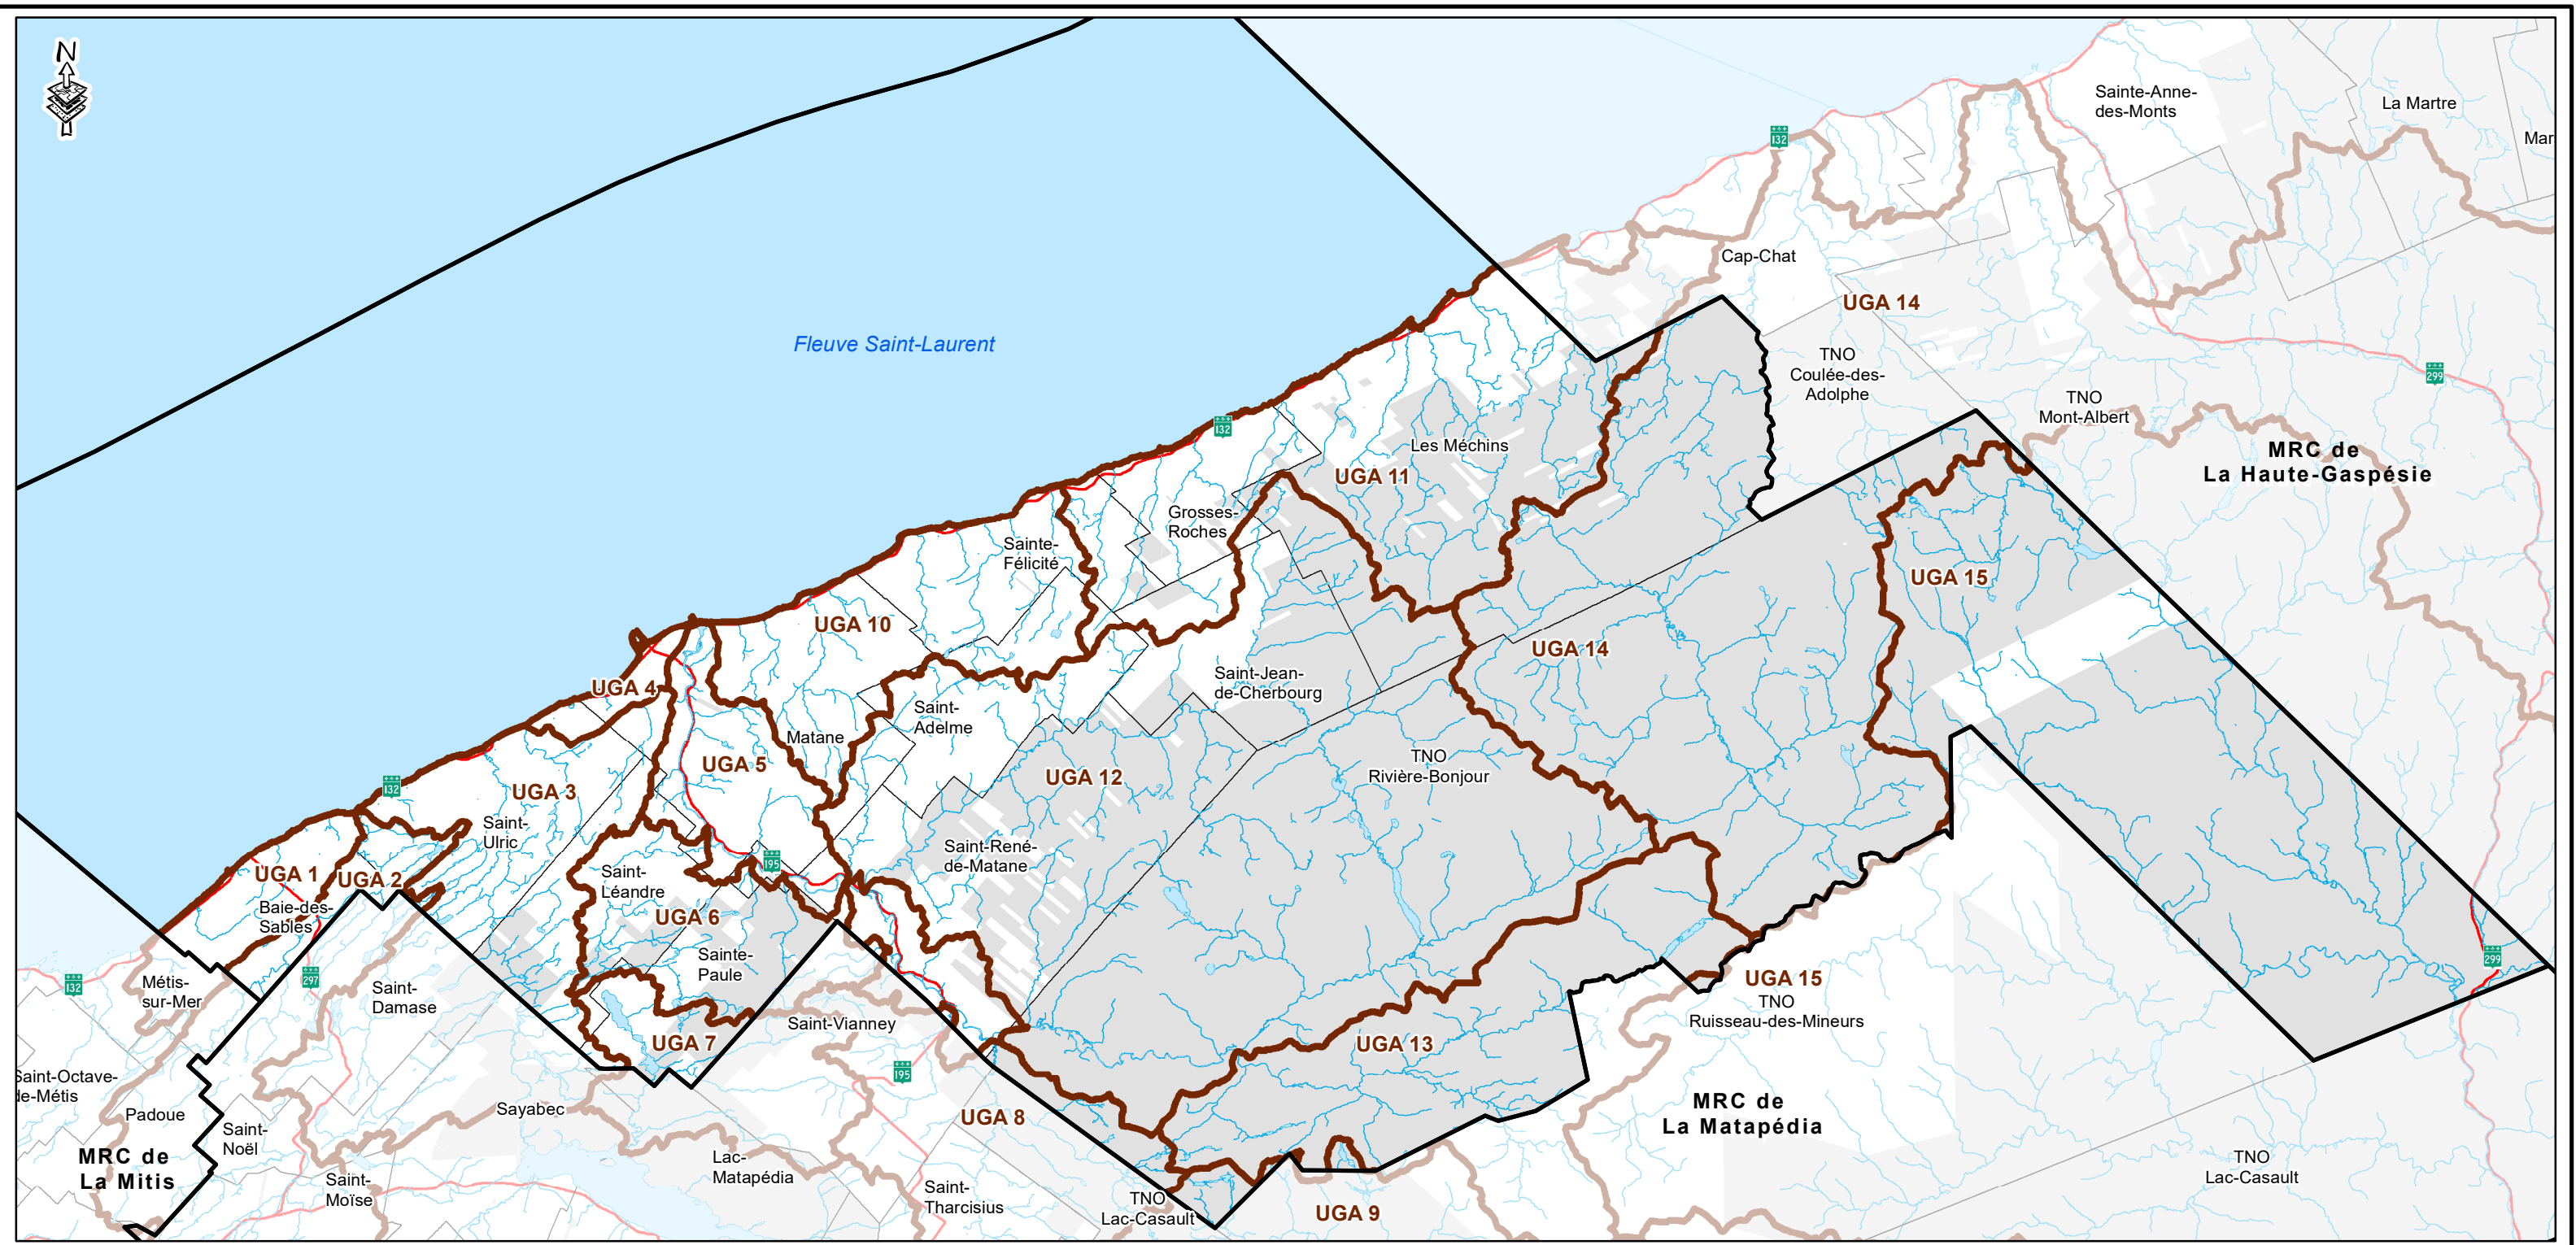 N
Sainte-Anne-
des-Monts
La Martre
Mar
132
Cap-Chat
UGA 14
Fleuve Saint-Laurent
TNO
Coulée-des-
Adolphe
299
TNO
Mont-Albert
132
Les Méchins
UGA 11
MRC de
La Haute-Gaspésie
Grosses-
Roches
Sainte-
Félicité
UGA 15
UGA 10
UGA 14
UGA 4
Saint-Jean-
de-Cherbourg
Saint-
Adelme
Matane
UGA 5
UGA 12
TNO
Rivière-Bonjour
132
UGA 3
Saint-
Ulric
195
Saint-René-
de-Matane
UGA 1
UGA 2
Saint-
Léandre
Baie-des-
Sables
UGA 6
Sainte-
Paule
299
132
297
Métis-
sur-Mer
Saint-
Damase
UGA 15
TNO
Ruisseau-des-Mineurs
Saint-Vianney
UGA 7
UGA 13
195
Saint-Octave-
de-Métis
Padoue
Sayabec
UGA 8
MRC de
La Matapédia
Saint-
Noël
MRC de
La Mitis
Lac-
Matapédia
Saint-
Moïse
Saint-
Tharcisius
TNO
Lac-Casault
UGA 9
TNO
Lac-Casault